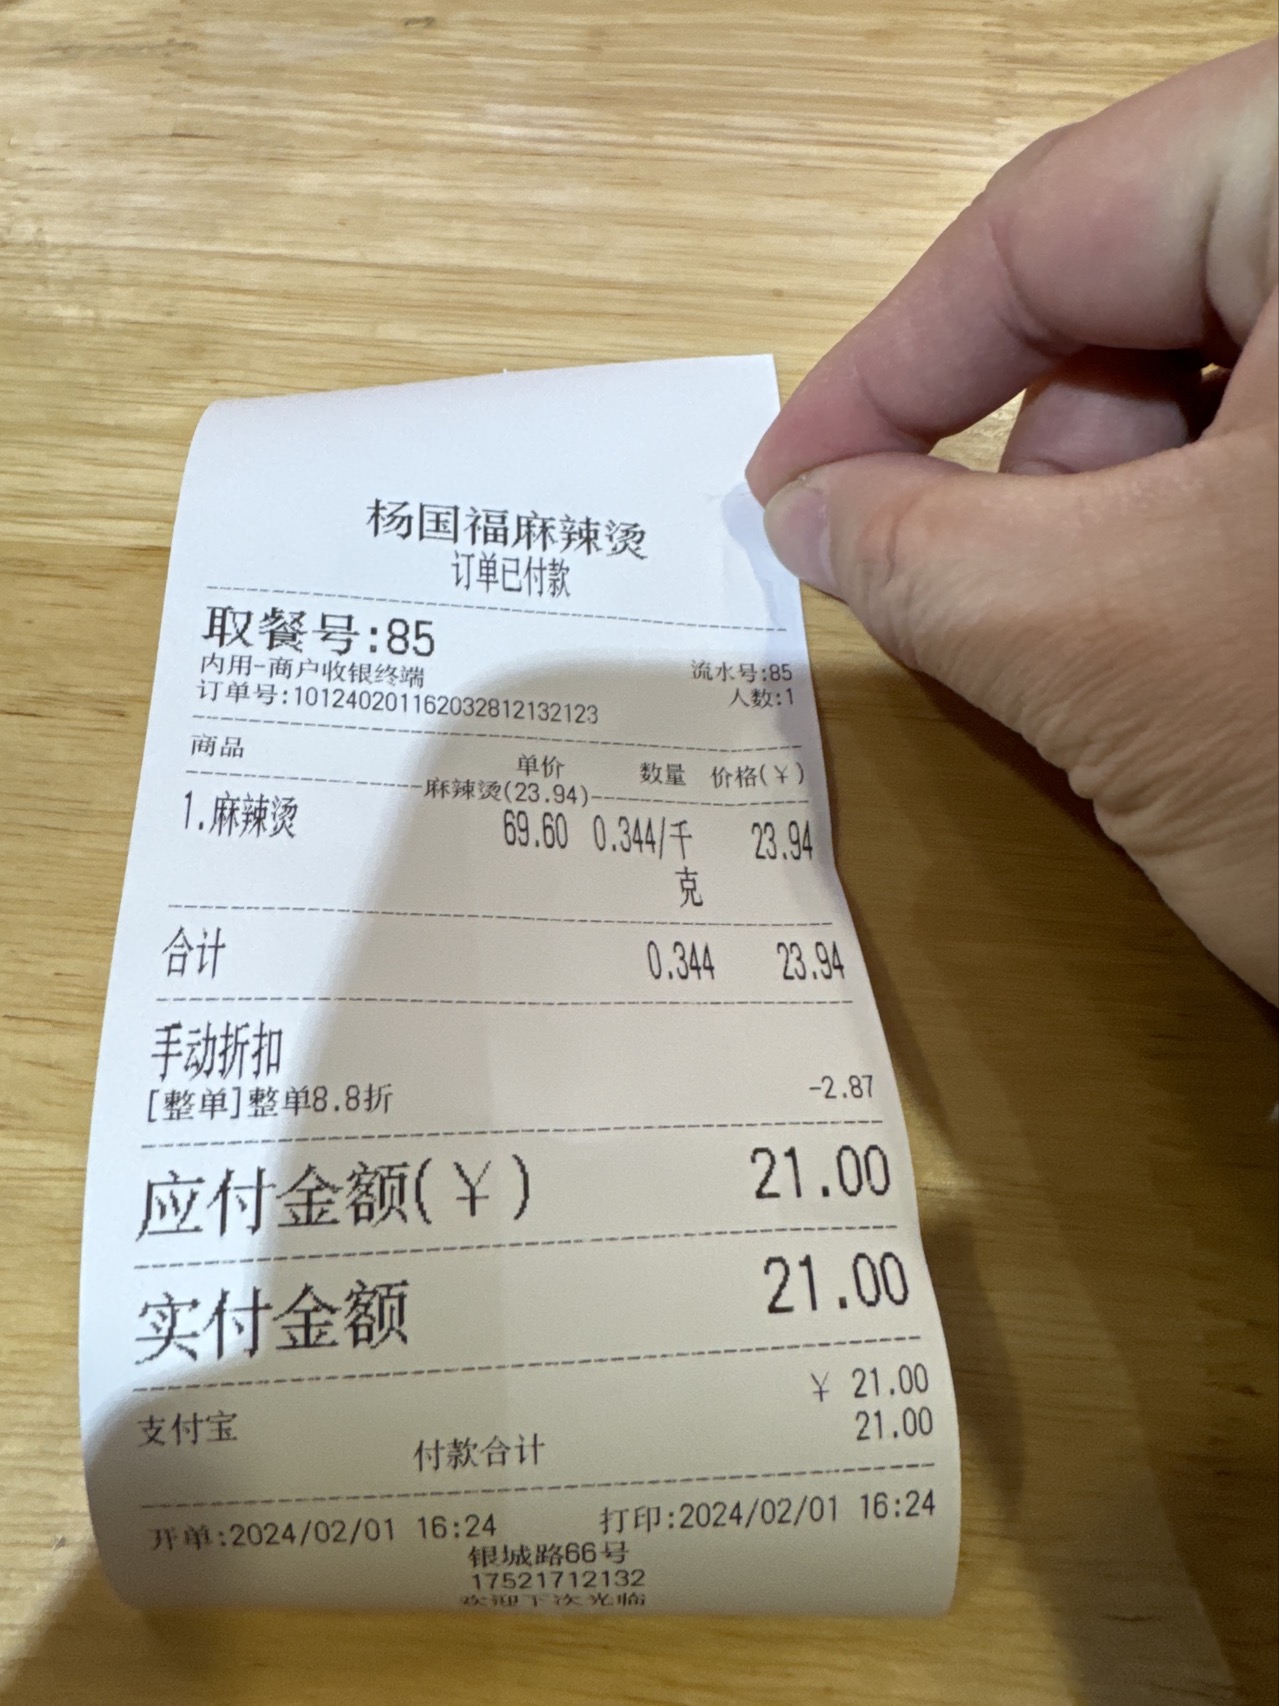 杨国福麻辣烫
订单已付款
取餐号:85
内用-商户收银终端 流水号:85
订单号:101240201162032812132123 人数:1
商品 单价 数量 价格(¥)
麻辣烫(23.94)
1.麻辣烫 69.60 0.344/千克 23.94
合计 0.344 23.94
手动折扣
[整单]整单8.8折 -2.87
应付金额(¥) 21.00
实付金额 21.00
支付宝 ¥ 21.00
付款合计 21.00
开单:2024/02/01 16:24 打印:2024/02/01 16:24
银城路66号
17521712132
欢迎下次光临